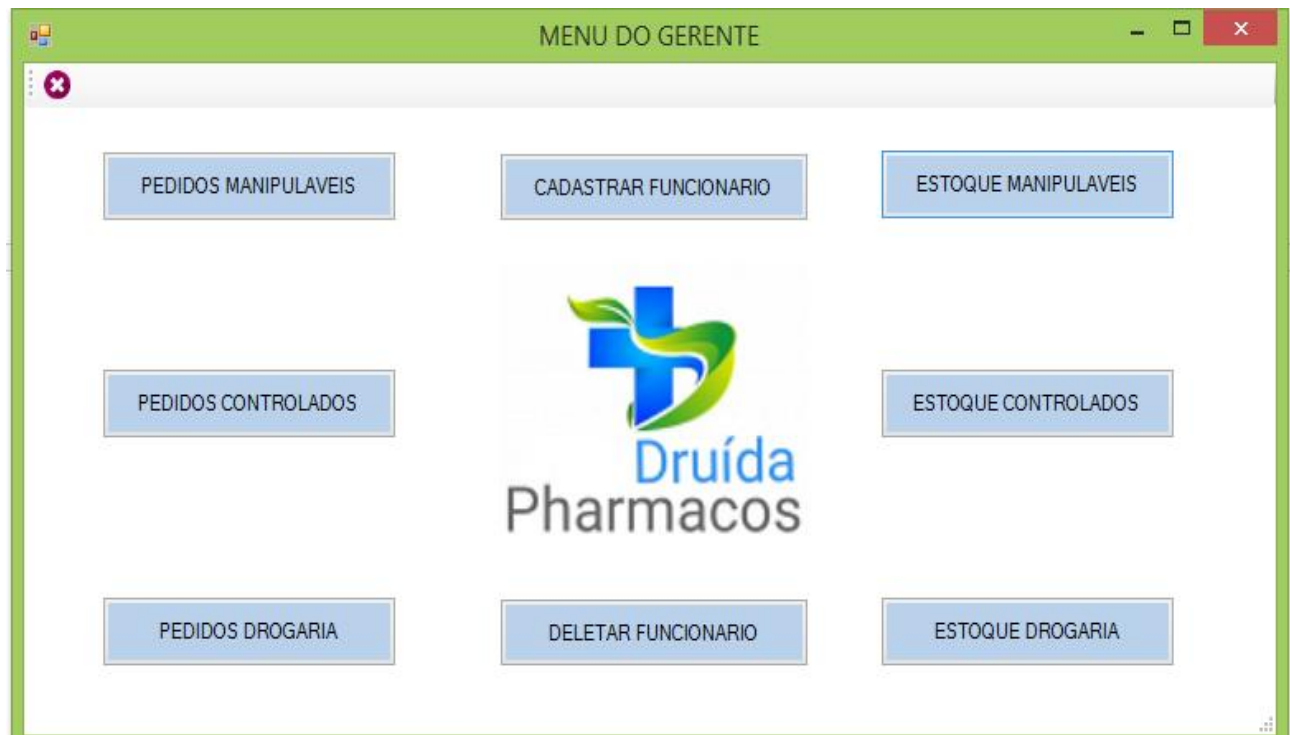 MENU DO GERENTE
PEDIDOS MANIPULAVEIS
CADASTRAR FUNCIONARIO
ESTOQUE MANIPULAVEIS
PEDIDOS CONTROLADOS
ESTOQUE CONTROLADOS
Druída
Pharmacos
PEDIDOS DROGARIA
DELETAR FUNCIONARIO
ESTOQUE DROGARIA